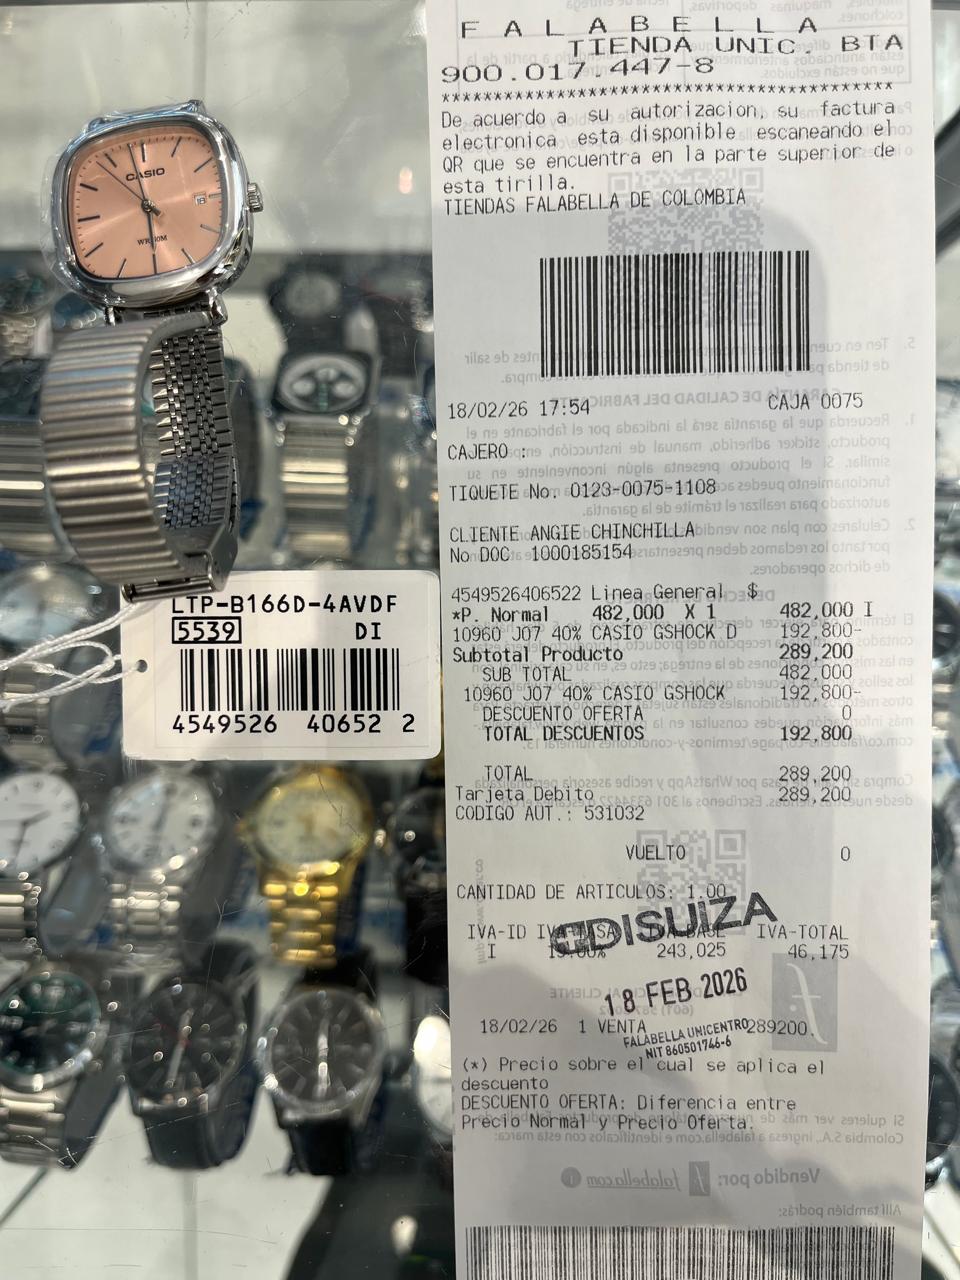 CASIO
18
WR50M
LTP-B166D-4AVDF
5539 DI
4549526 40652 2
F A L A B E L L A
TIENDA UNIC. BTA
900.017.447-8
*******************************************
De acuerdo a su autorizacion, su factura
electronica esta disponible escaneando el
QR que se encuentra en la parte superior de
esta tirilla.
TIENDAS FALABELLA DE COLOMBIA
18/02/26 17:54 CAJA 0075
CAJERO :
TIQUETE No. 0123-0075-1108
CLIENTE ANGIE CHINCHILLA
No DOC 1000185154
4549526406522 Linea General $
*P. Normal 482,000 X 1 482,000 I
10960 J07 40% CASIO GSHOCK D 192,800-
Subtotal Producto 289,200
SUB TOTAL 482,000
10960 J07 40% CASIO GSHOCK 192,800-
DESCUENTO OFERTA 0
TOTAL DESCUENTOS 192,800
TOTAL 289,200
Tarjeta Debito 289,200
CODIGO AUT.: 531032
VUELTO 0
CANTIDAD DE ARTICULOS: 1.00
DISUIZA
IVA-ID IVA-TASA IVA-BASE IVA-TOTAL
I 19.00% 243,025 46,175
18 FEB 2026
18/02/26 1 VENTA 289200.
FALABELLA UNICENTRO
NIT 860501746-6
(*) Precio sobre el cual se aplica el
descuento
DESCUENTO OFERTA: Diferencia entre
Precio Normal y Precio Oferta.